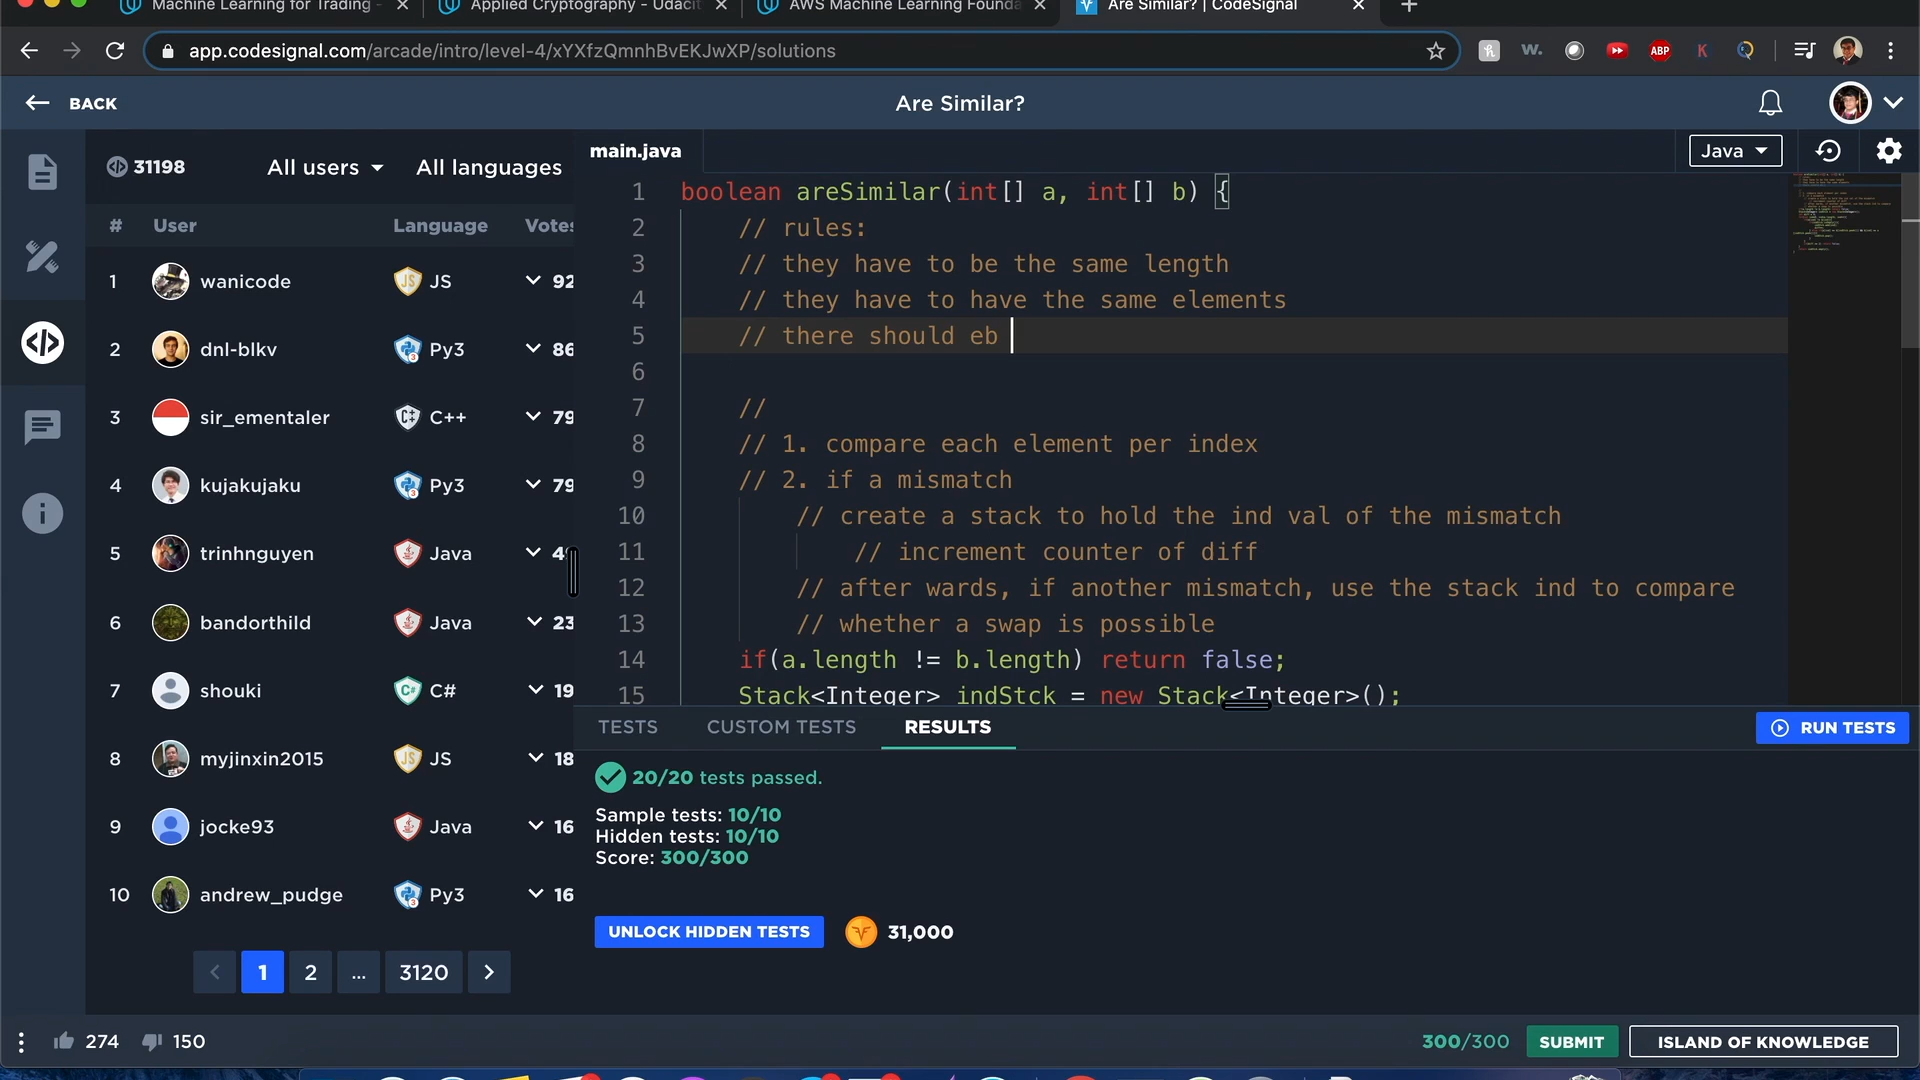 Machine Learning for Trading -
Applied Cryptography - Udacit
AWS Machine Learning Founda
Are Similar? | CodeSignal
app.codesignal.com/arcade/intro/level-4/xYXfzQmnhBvEKJwXP/solutions
W.
ABP
K
BACK
Are Similar?
31198
All users
All languages
main.java
Java
# User Language Votes
1 wanicode JS 92
2 dnl-blkv Py3 86
3 sir_ementaler C++ 79
4 kujakujaku Py3 79
5 trinhnguyen Java
6 bandorthild Java 23
7 shouki C# 19
8 myjinxin2015 JS 18
9 jocke93 Java 16
10 andrew_pudge Py3 16
< 1 2 ... 3120 >
1 boolean areSimilar(int[] a, int[] b) {
2 // rules:
3 // they have to be the same length
4 // they have to have the same elements
5 // there should eb
6
7 //
8 // 1. compare each element per index
9 // 2. if a mismatch
10 // create a stack to hold the ind val of the mismatch
11 // increment counter of diff
12 // after wards, if another mismatch, use the stack ind to compare
13 // whether a swap is possible
14 if(a.length != b.length) return false;
15 Stack<Integer> indStck = new Stack<Integer>();
TESTS
CUSTOM TESTS
RESULTS
RUN TESTS
20/20 tests passed.
Sample tests: 10/10
Hidden tests: 10/10
Score: 300/300
UNLOCK HIDDEN TESTS
31,000
274
150
300/300
SUBMIT
ISLAND OF KNOWLEDGE